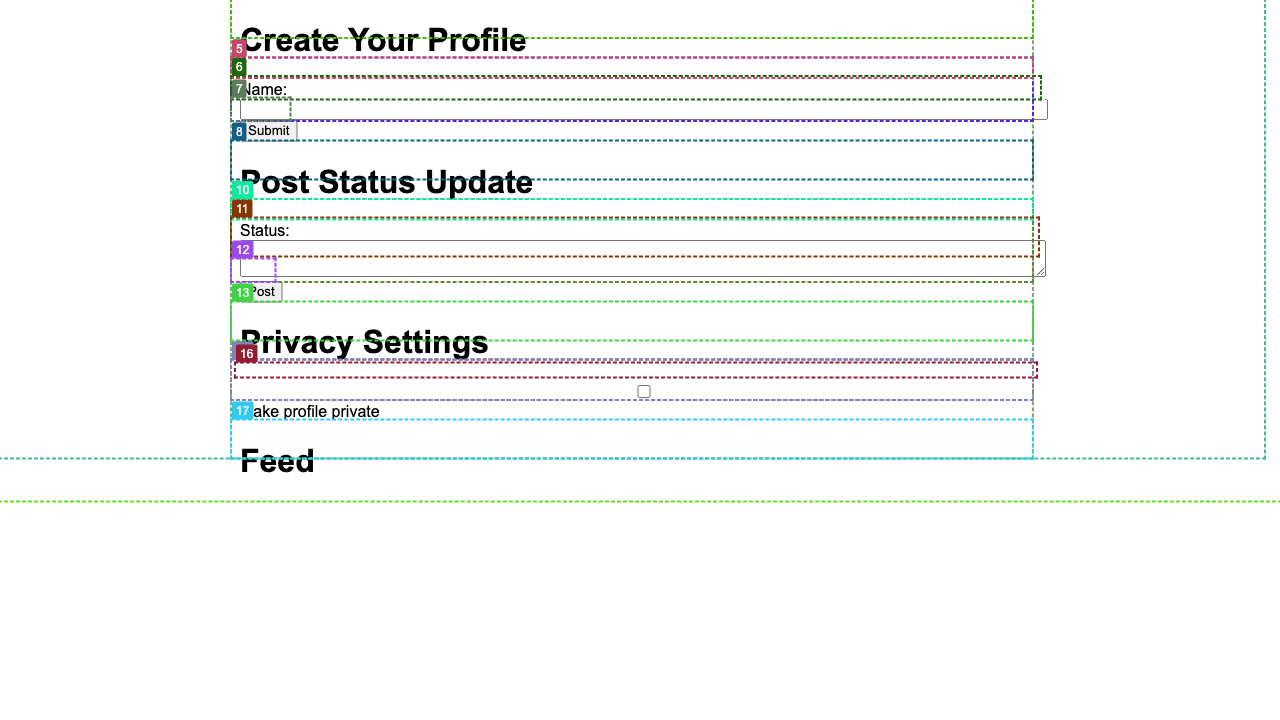 Create Your Profile
5
6
7
Name:
8
Submit
Post Status Update
10
11
Status:
12
13
Post
Privacy Settings
16
17
ake profile private
Feed